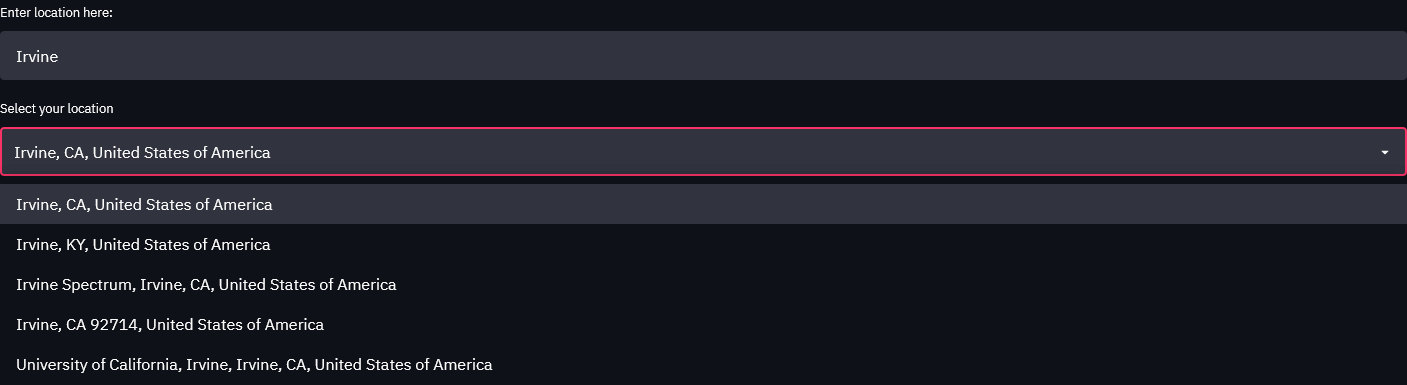 Enter location here:
Irvine
Select your location
Irvine, CA, United States of America
Irvine, CA, United States of America
Irvine, KY, United States of America
Irvine Spectrum, Irvine, CA, United States of America
Irvine, CA 92714, United States of America
University of California, Irvine, Irvine, CA, United States of America